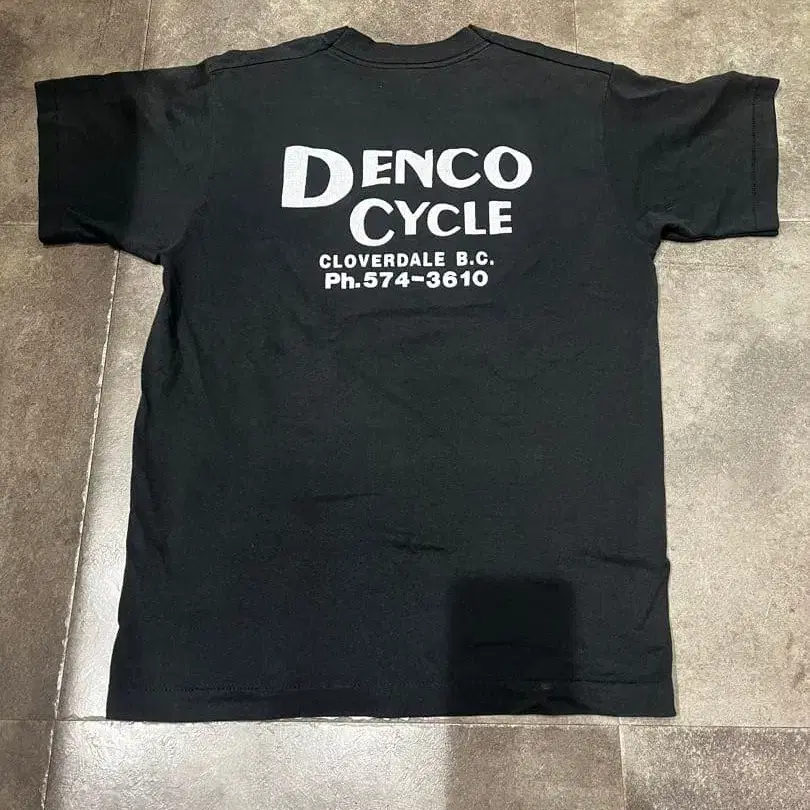 DENCO
CYCLE
CLOVERDALE B.C.
Ph.574-3610